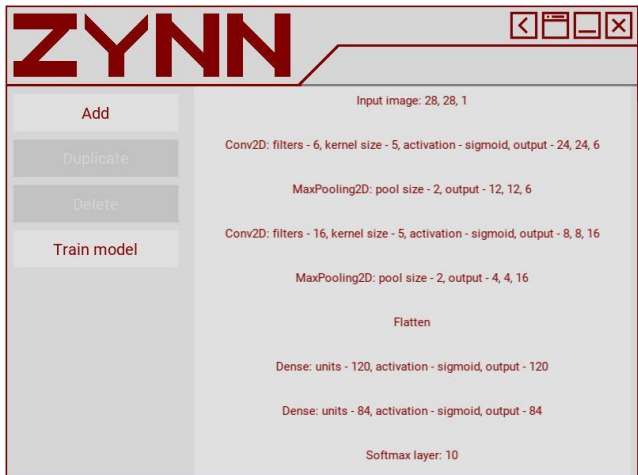 ZYNN
Add
Duplicate
Delete
Train model
Input image: 28, 28, 1
Conv2D: filters - 6, kernel size - 5, activation - sigmoid, output - 24, 24, 6
MaxPooling2D: pool size - 2, output - 12, 12, 6
Conv2D: filters - 16, kernel size - 5, activation - sigmoid, output - 8, 8, 16
MaxPooling2D: pool size - 2, output - 4, 4, 16
Flatten
Dense: units - 120, activation - sigmoid, output - 120
Dense: units - 84, activation - sigmoid, output - 84
Softmax layer: 10